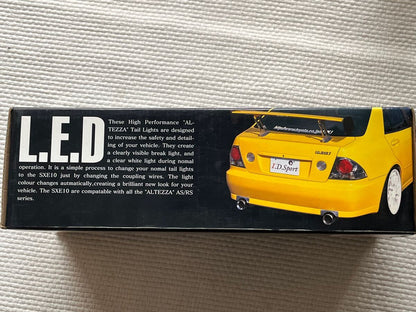 L.E.D
These High Performance "AL-
TEZZA" Tail Lights are designed
to increase the safety and detail-
ing of your vehicle. They create
a clearly visible break light, and
a clear white light during nomal
operation. It is a simple process to change your nomal tail lights
to the SXE10 just by changing the coupling wires. The light
colour changes autmatically,creating a brilliant new look for your
vehicle. The SXE10 are compatable with all the "ALTEZZA" AS/RS
series.
I.D.Sport